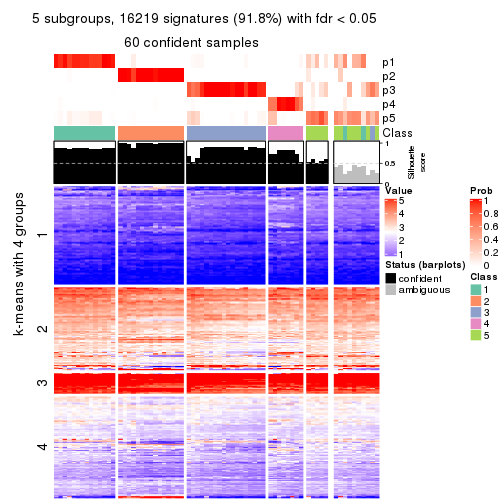 5 subgroups, 16219 signatures (91.8%) with fdr < 0.05
60 confident samples
p1
p2
p3
p4
p5
Class
1
0.5
0
Silhouette
score
k-means with 4 groups
1
2
3
4
Value
5
4
3
2
1
Status (barplots)
confident
ambiguous
Prob
1
0.8
0.6
0.4
0.2
0
Class
1
2
3
4
5